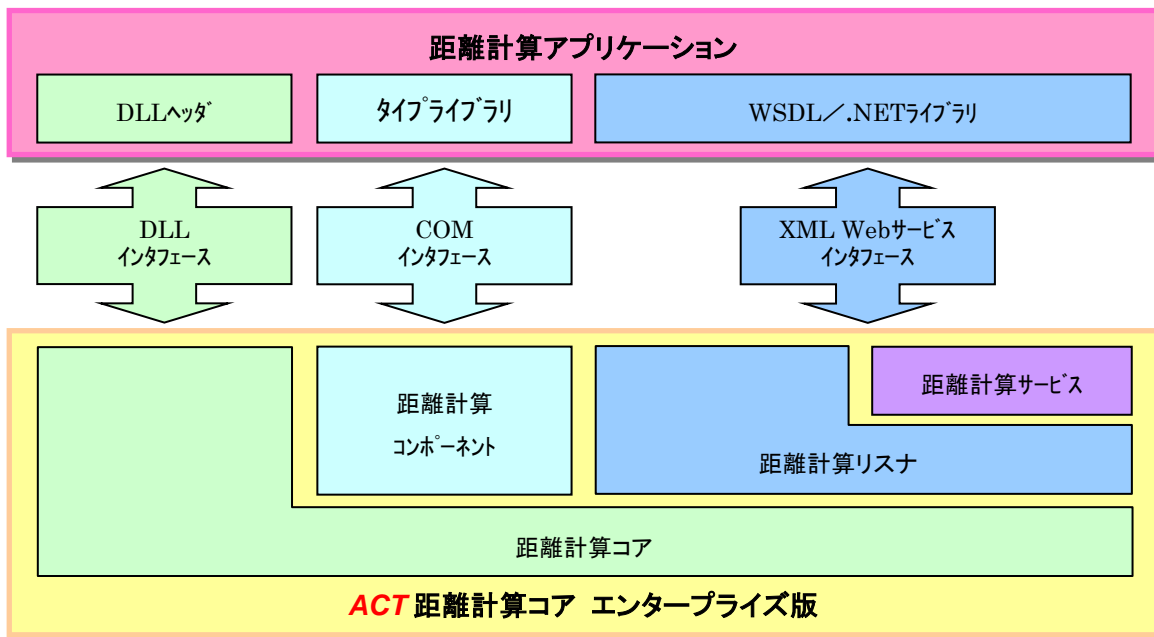 距離計算アプリケーション
DLLﾍｯﾀﾞ
ﾀｲﾌﾟﾗｲﾌﾞﾗﾘ
WSDL／.NETﾗｲﾌﾞﾗﾘ
DLL
ｲﾝﾀﾌｪｰｽ
COM
ｲﾝﾀﾌｪｰｽ
XML Webｻｰﾋﾞｽ
ｲﾝﾀﾌｪｰｽ
距離計算
ｺﾝﾎﾟｰﾈﾝﾄ
距離計算ｻｰﾋﾞｽ
距離計算リスナ
距離計算コア
ACT 距離計算コア エンタープライズ版